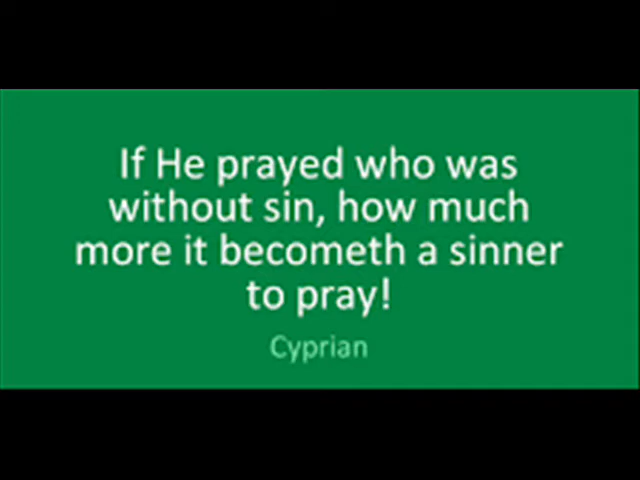 If He prayed who was
without sin, how much
more it becometh a sinner
to pray!
Cyprian